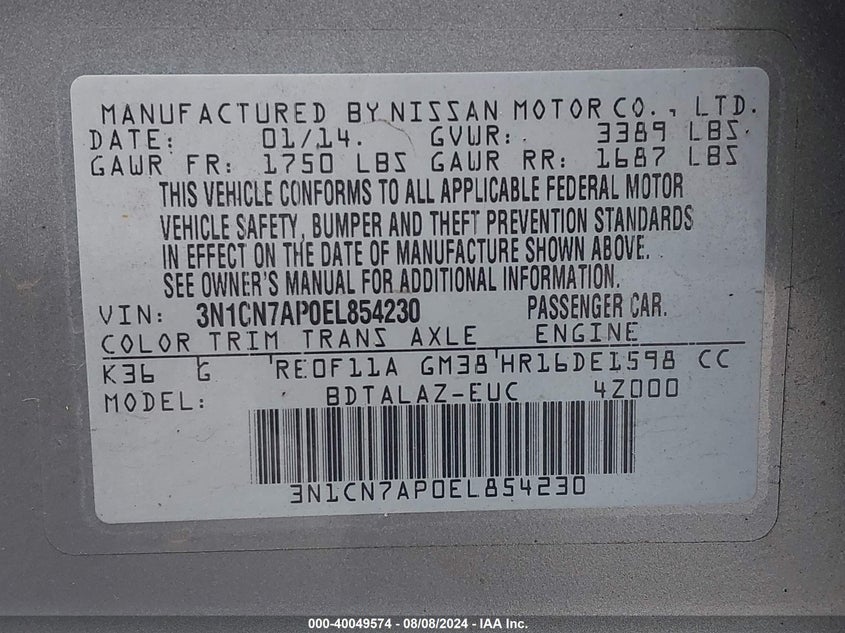 MANUFACTURED BY NISSAN MOTOR CO., LTD.
DATE: 01/14. GVWR: 3389 LBS
GAWR FR: 1750 LBS GAWR RR: 1687 LBS
THIS VEHICLE CONFORMS TO ALL APPLICABLE FEDERAL MOTOR
VEHICLE SAFETY, BUMPER AND THEFT PREVENTION STANDARDS
IN EFFECT ON THE DATE OF MANUFACTURE SHOWN ABOVE.
SEE OWNER'S MANUAL FOR ADDITIONAL INFORMATION.
VIN: 3N1CN7AP0EL854230 PASSENGER CAR.
COLOR TRIM TRANS AXLE ENGINE
K36 G RE0F11A GM38 HR16DE1598 CC
MODEL: BDTALAZ-EUC 4Z000
3N1CN7AP0EL854230
000-40049574 - 08/08/2024 - IAA Inc.